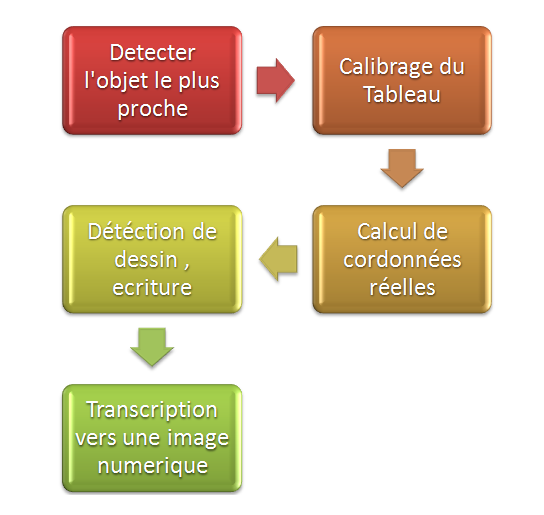 Detecter
l'objet le plus
proche
Calibrage du
Tableau
Calcul de
cordonnées
réelles
Détéction de
dessin ,
ecriture
Transcription
vers une image
numerique